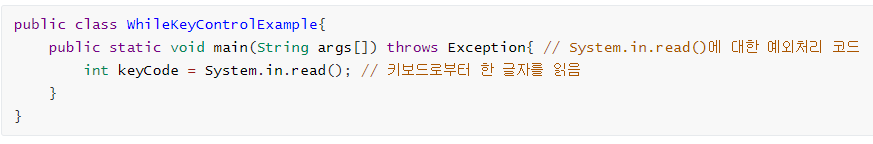 public class WhileKeyControlExample{
    public static void main(String args[]) throws Exception{ // System.in.read()에 대한 예외처리 코드
        int keyCode = System.in.read(); // 키보드로부터 한 글자를 읽음
    }
}